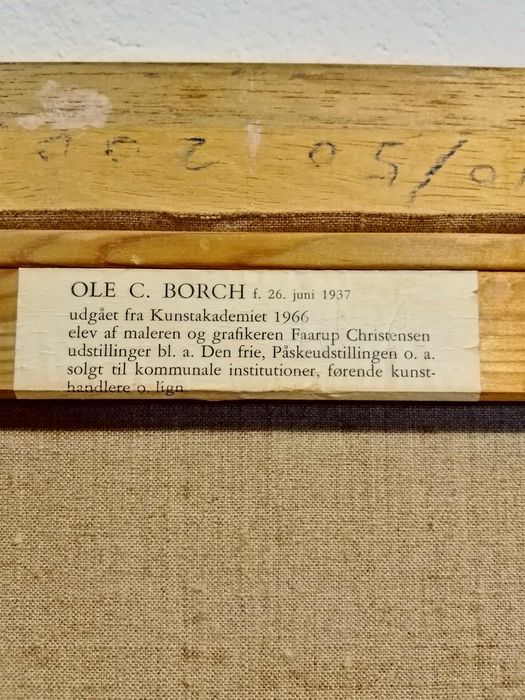 OLE C. BORCH f. 26. juni 1937
udgået fra Kunstakademiet 1966
elev af maleren og grafikeren Faarup Christensen
udstillinger bl. a. Den frie, Påskeudstillingen o. a.
solgt til kommunale institutioner, førende kunst-
handlere o. lign.